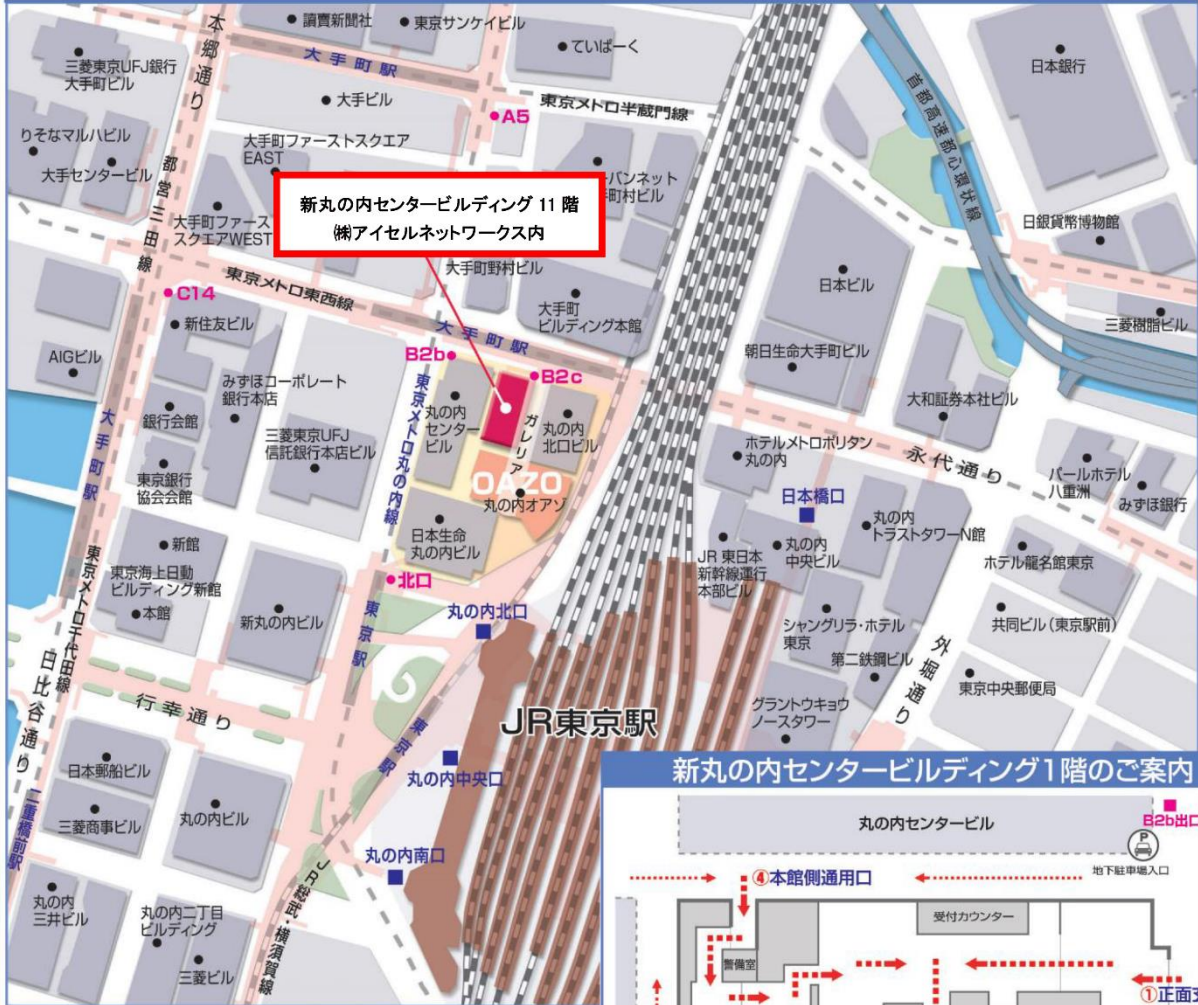 讀賣新聞社
東京サンケイビル
ていぱーく
日本銀行
本郷通り
大手町駅
三菱東京UFJ銀行
大手町ビル
大手ビル
東京メトロ半蔵門線
A5
首都高速都心環状線
りそなマルハビル
大手センタービル
大手町ファーストスクエア
EAST
都営三田線
バンネット
手町村ビル
新丸の内センタービルディング 11 階
㈱アイセルネットワークス内
大手町ファース
スクエアWEST
日銀貨幣博物館
大手町野村ビル
日本ビル
東京メトロ東西線
C14
新住友ビル
大手町
ビルディング本館
三菱樹脂ビル
大手町駅
AIGビル
B2b
B2c
朝日生命大手町ビル
みずほコーポレート
銀行本店
東京メトロ丸の内線
丸の内
センター
ビル
ガレリア
丸の内
北口ビル
大和証券本社ビル
銀行会館
三菱東京UFJ
信託銀行本店ビル
大手町駅
ホテルメトロポリタン
丸の内
永代通り
パールホテル
八重洲
みずほ銀行
東京銀行
協会会館
OAZO
丸の内オアゾ
日本橋口
丸の内
トラストタワーN館
日本生命
丸の内ビル
新館
東京海上日動
ビルディング新館
本館
JR 東日本
新幹線運行
本部ビル
丸の内
中央ビル
ホテル龍名館東京
北口
東京メトロ千代田線
新丸の内ビル
東京駅
丸の内北口
シャングリラ・ホテル
東京
共同ビル(東京駅前)
第二鉄鋼ビル
外堀通り
東京中央郵便局
日比谷通り
行幸通り
東京駅
JR東京駅
グラントウキョウ
ノースタワー
日本郵船ビル
丸の内中央口
二重橋前駅
三菱商事ビル
丸の内ビル
丸の内南口
JR総武・横須賀線
丸の内
三井ビル
丸の内二丁目
ビルディング
三菱ビル
新丸の内センタービルディング1階のご案内
丸の内センタービル
B2b出口
P
地下駐車場入口
④本館側通用口
受付カウンター
警備室
①正面